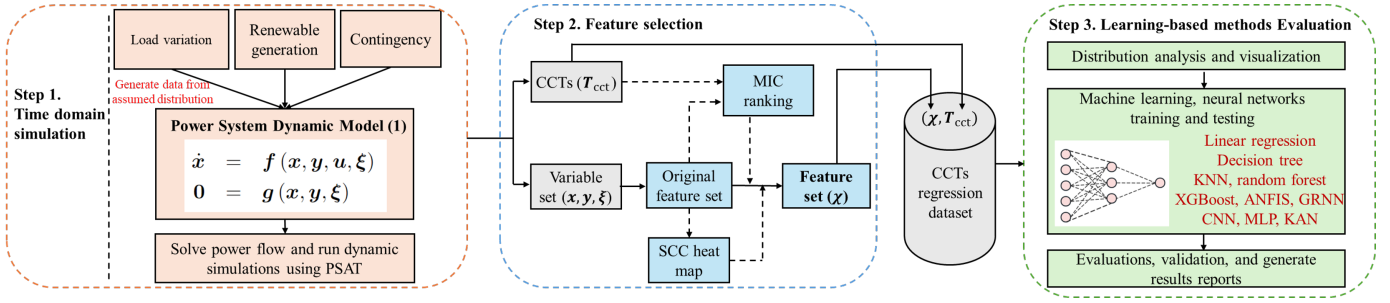 Step 1.
Time domain
simulation
Load variation
Renewable
generation
Contingency
Generate data from
assumed distribution
Power System Dynamic Model (1)
ẋ = f (x, y, u, ξ)
0 = g (x, y, ξ)
Solve power flow and run dynamic
simulations using PSAT
Step 2. Feature selection
CCTs (T_cct)
MIC
ranking
Variable
set (x, y, ξ)
Original
feature set
Feature
set (χ)
SCC heat
map
(χ, T_cct)
CCTs
regression
dataset
Step 3. Learning-based methods Evaluation
Distribution analysis and visualization
Machine learning, neural networks
training and testing
Linear regression
Decision tree
KNN, random forest
XGBoost, ANFIS, GRNN
CNN, MLP, KAN
Evaluations, validation, and generate
results reports